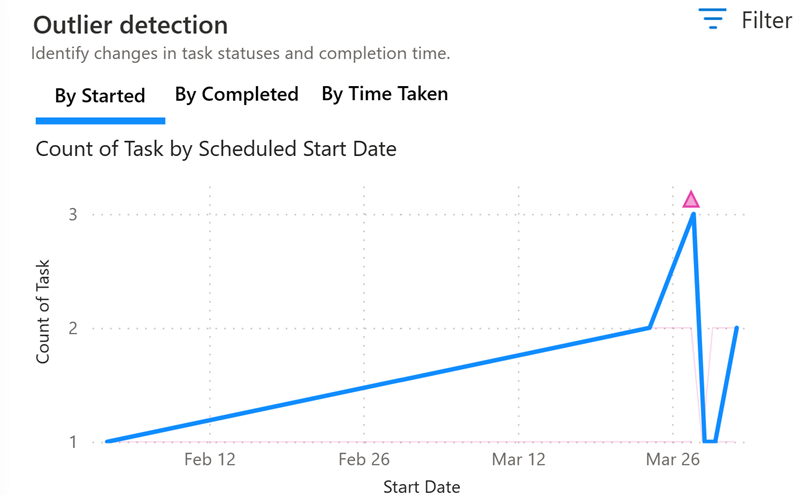 Outlier detection
Filter
Identify changes in task statuses and completion time.
By Started By Completed By Time Taken
Count of Task by Scheduled Start Date
3
2
1
Count of Task
Feb 12 Feb 26 Mar 12 Mar 26
Start Date